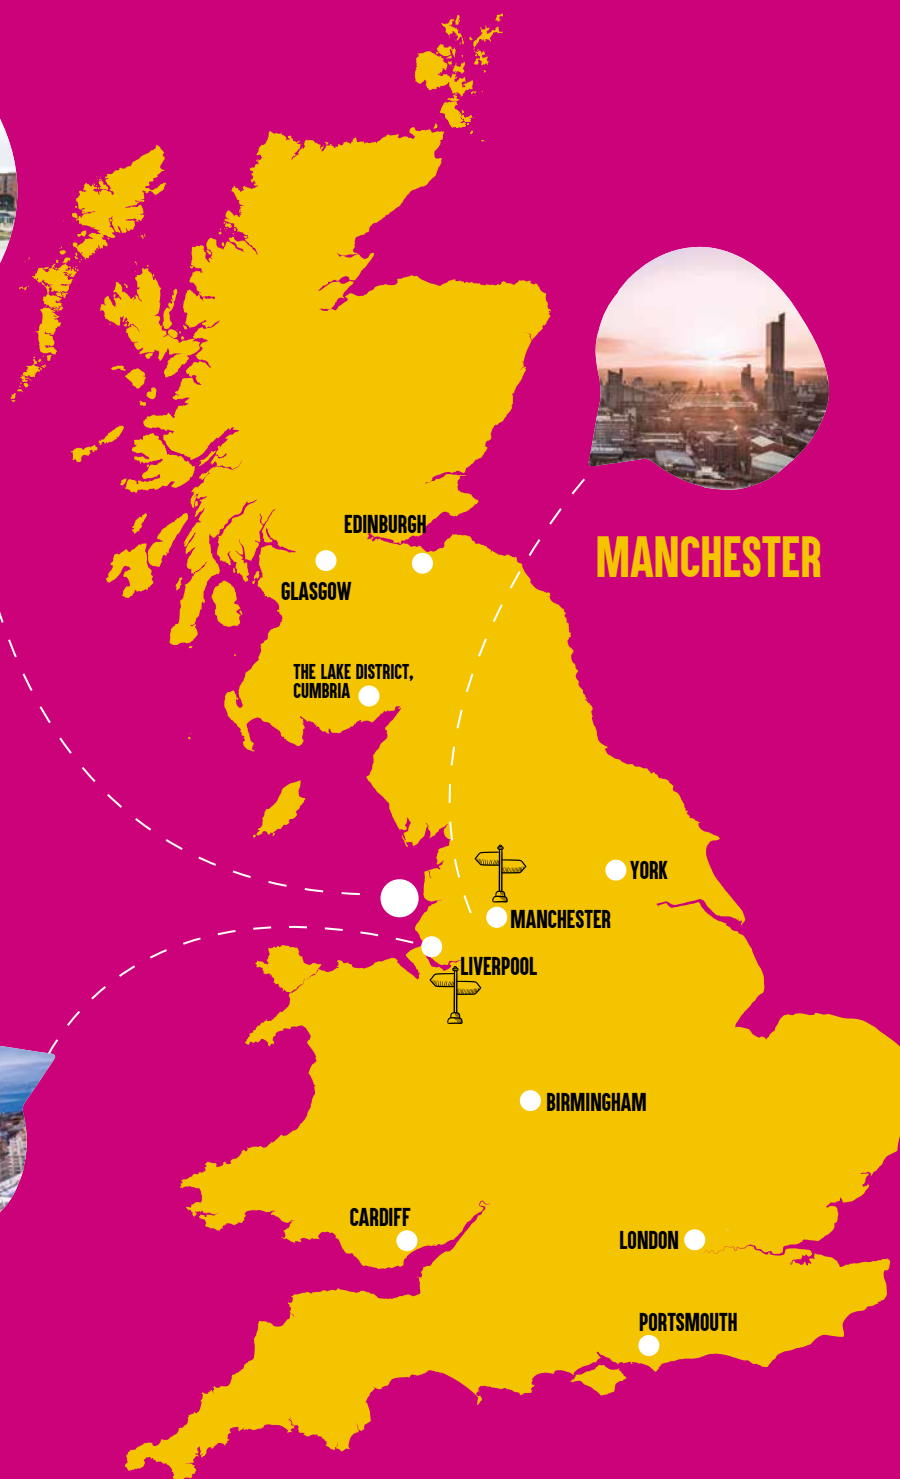 EDINBURGH
MANCHESTER
GLASGOW
THE LAKE DISTRICT,
CUMBRIA
YORK
MANCHESTER
LIVERPOOL
BIRMINGHAM
CARDIFF
LONDON
PORTSMOUTH